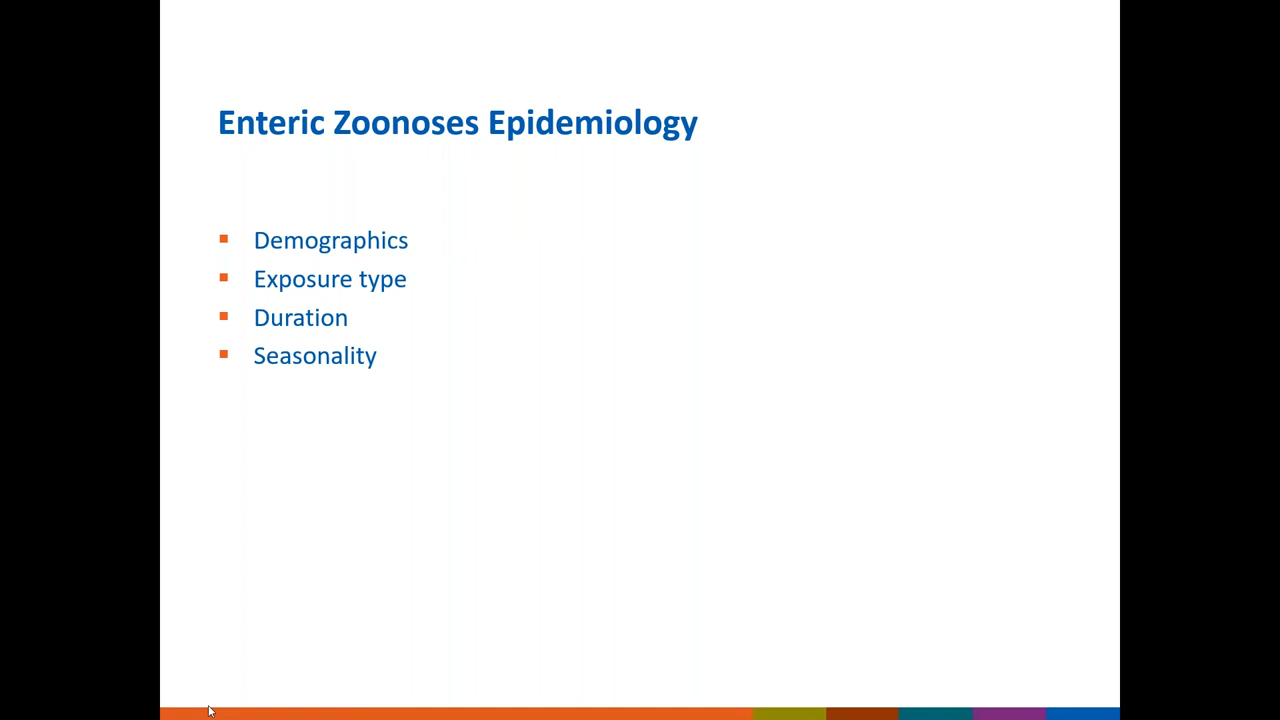 Enteric Zoonoses Epidemiology
Demographics
Exposure type
Duration
Seasonality